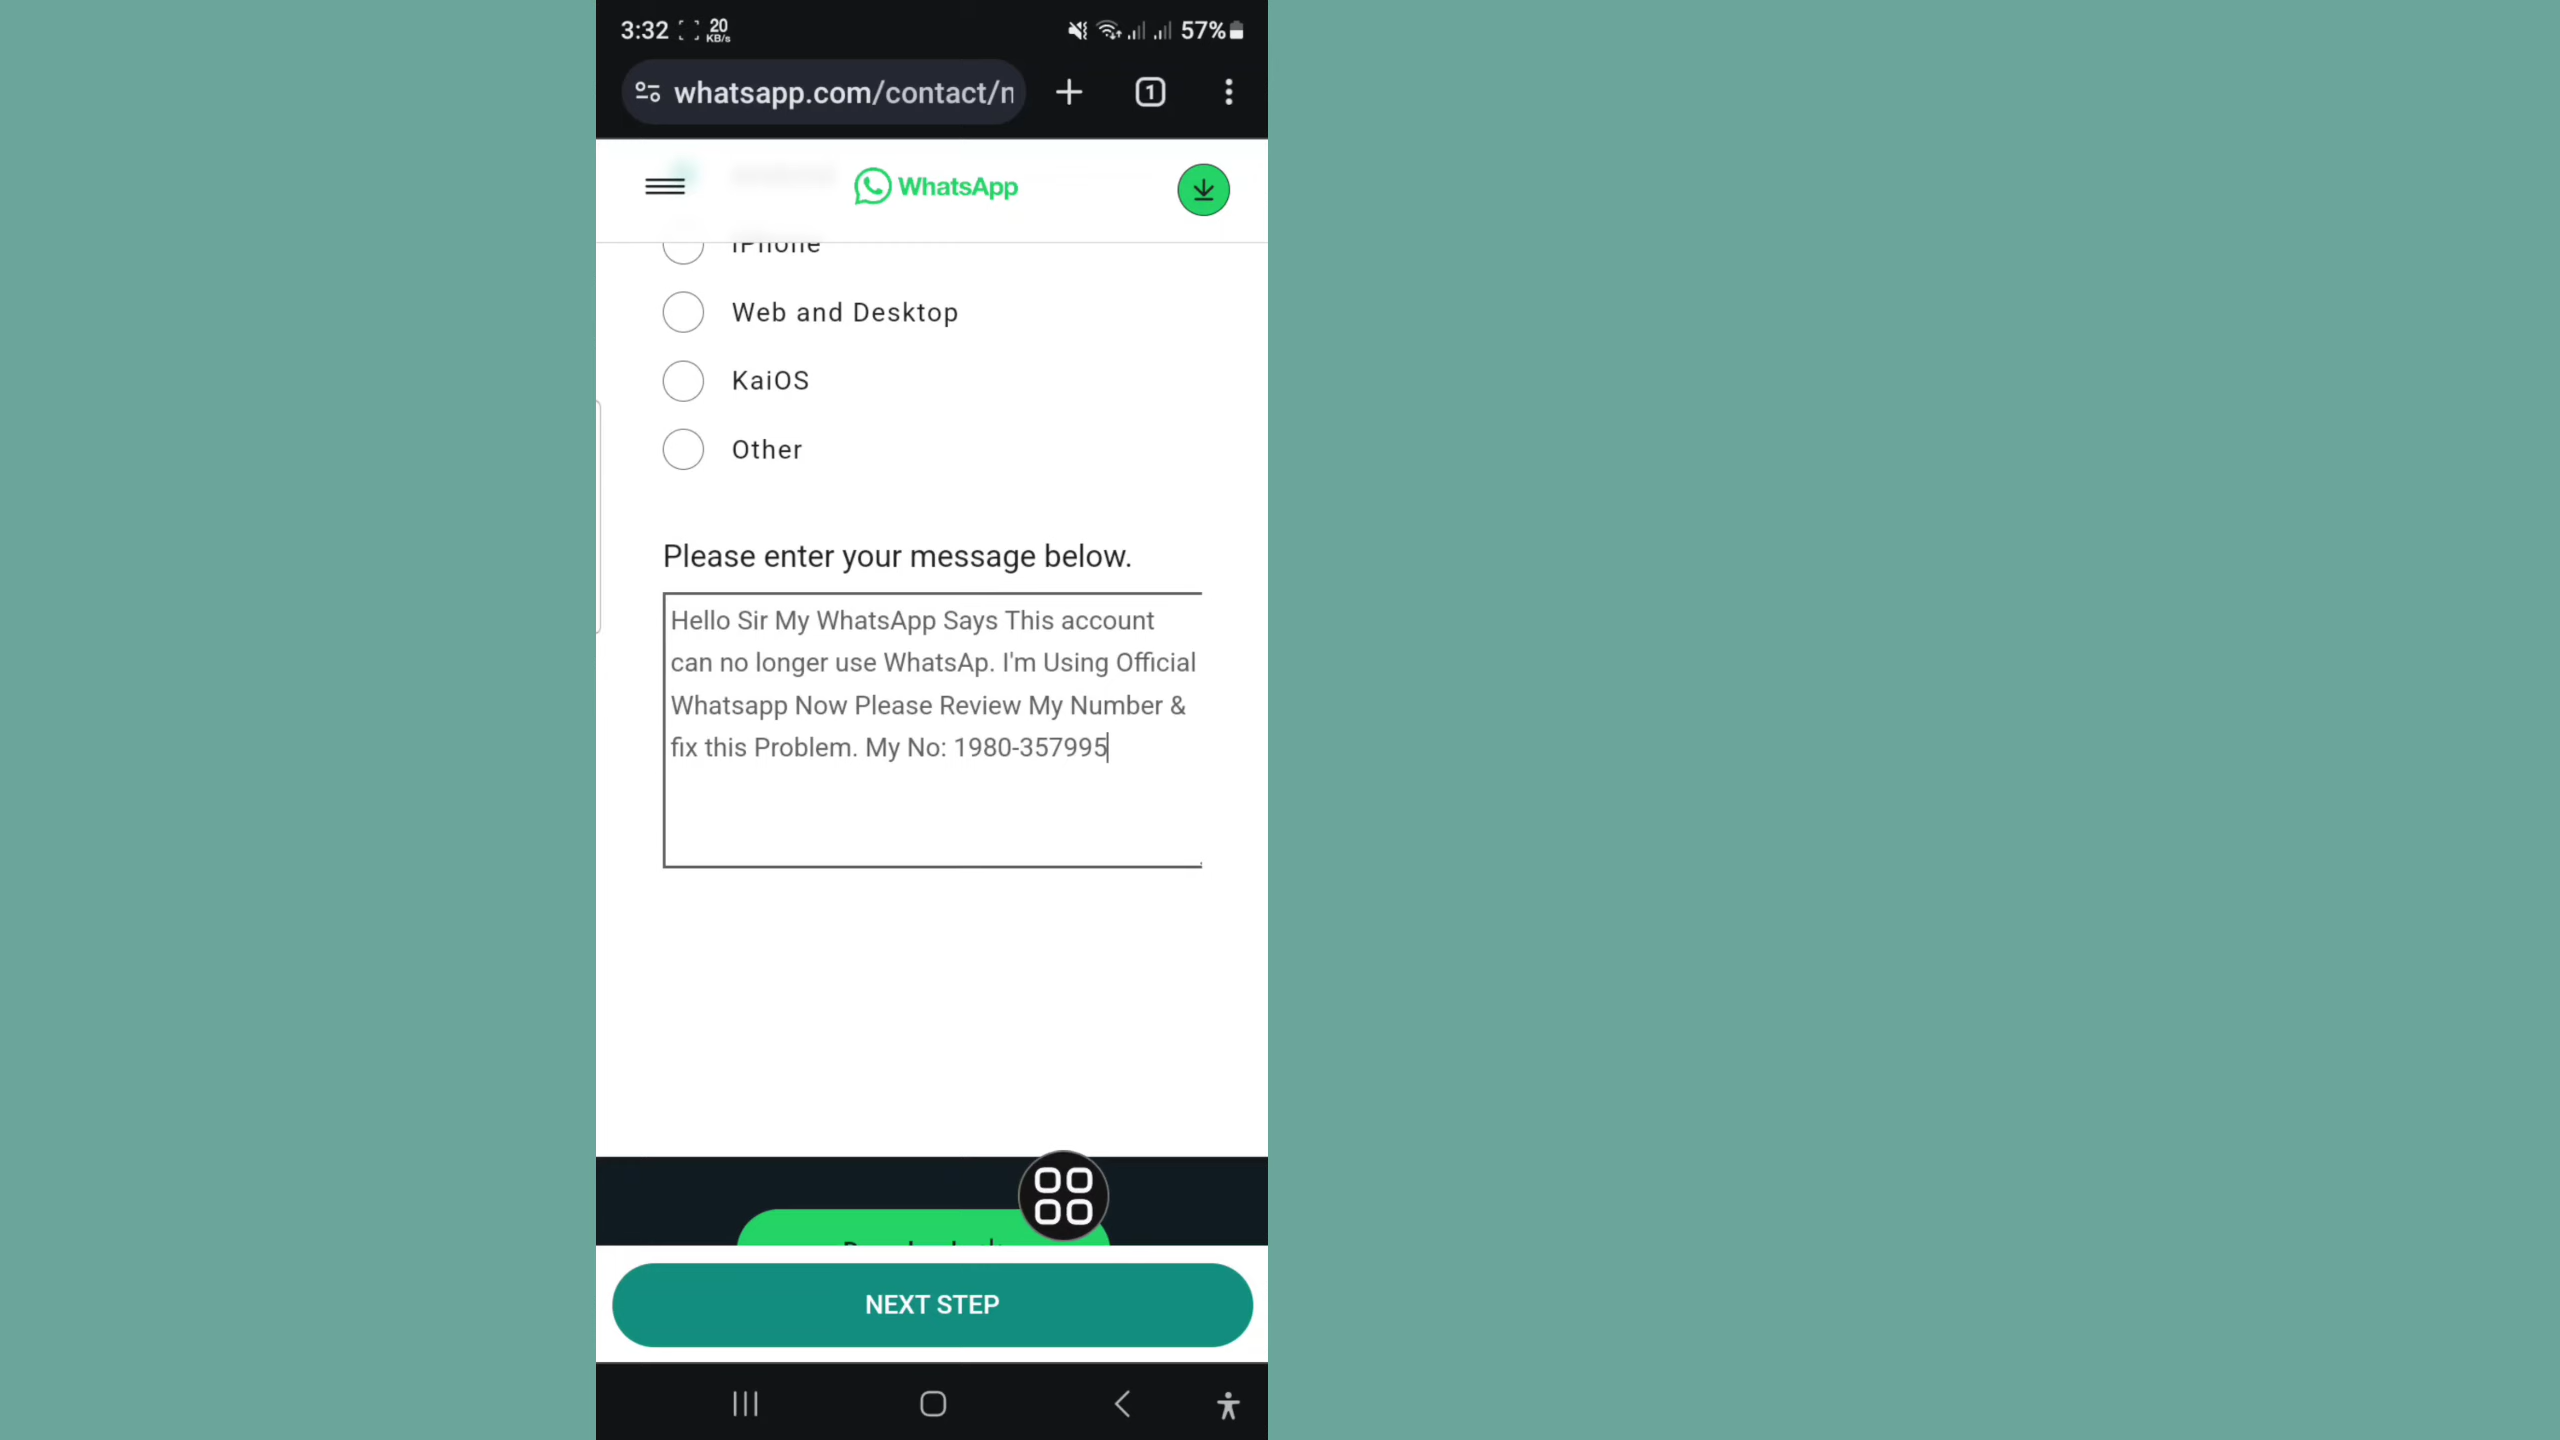 3:32 20 KB/s 57%
whatsapp.com/contact/n 1
WhatsApp
iPhone
Web and Desktop
KaiOS
Other
Please enter your message below.
Hello Sir My WhatsApp Says This account
can no longer use WhatsAp. I'm Using Official
Whatsapp Now Please Review My Number &
fix this Problem. My No: 1980-357995
NEXT STEP